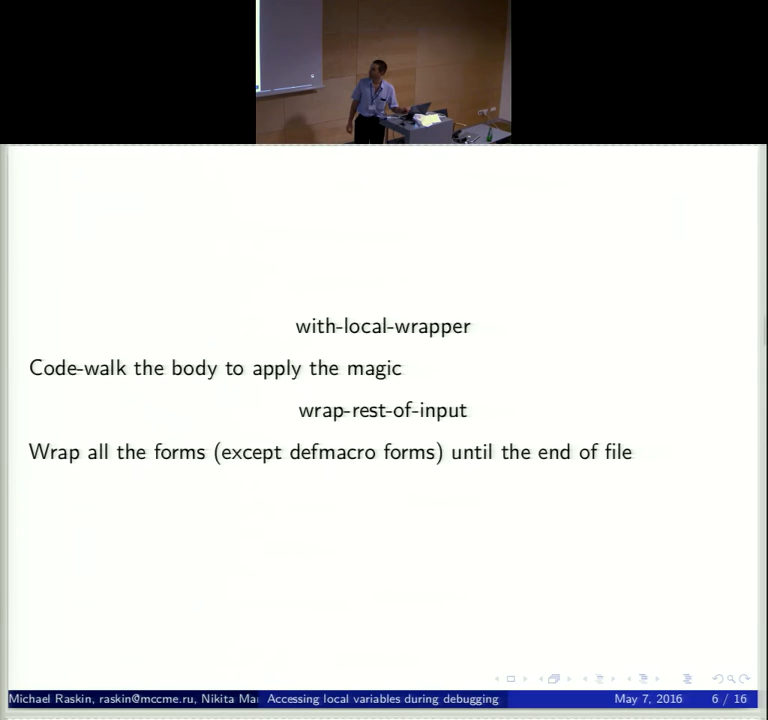 with-local-wrapper
Code-walk the body to apply the magic
wrap-rest-of-input
Wrap all the forms (except defmacro forms) until the end of file
Michael Raskin, raskin@mccme.ru, Nikita Ma Accessing local variables during debugging May 7, 2016 6 / 16